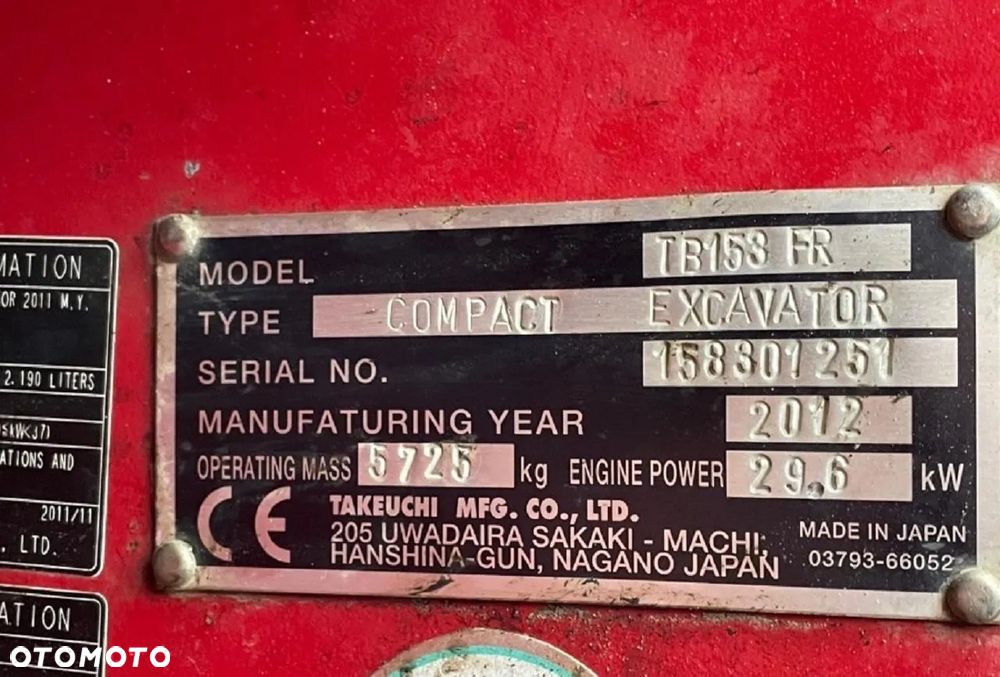 MATION
OR 2011 M.Y.
2.190 LITERS
ATIONS AND
2011/11
., LTD.
ATION
MODEL TB153 FR
TYPE COMPACT EXCAVATOR
SERIAL NO. 158301251
MANUFATURING YEAR 2012
OPERATING MASS 5725 kg ENGINE POWER 29.6 kW
CE TAKEUCHI MFG. CO., LTD.
205 UWADAIRA SAKAKI - MACHI,
HANSHINA-GUN, NAGANO JAPAN
MADE IN JAPAN
03793-66052
OTOMOTO